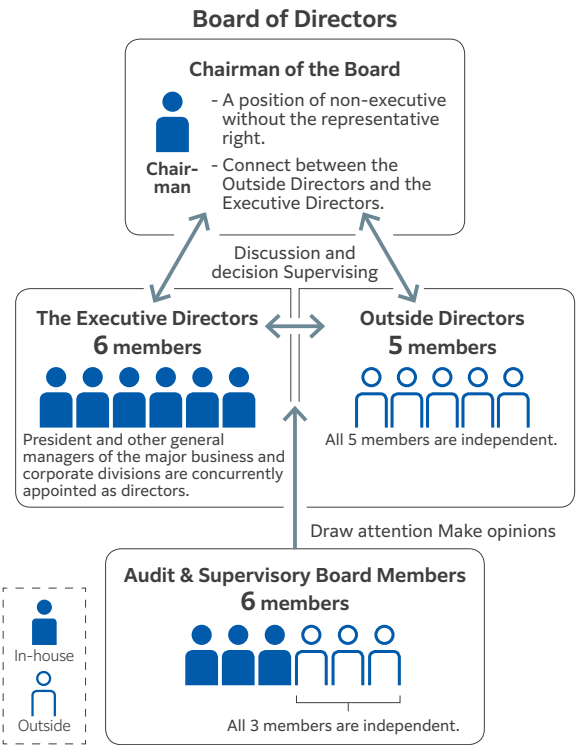 Board of Directors
Chairman of the Board
Chair-
man
- A position of non-executive
without the representative
right.
- Connect between the
Outside Directors and the
Executive Directors.
Discussion and
decision Supervising
The Executive Directors
6 members
President and other general
managers of the major business and
corporate divisions are concurrently
appointed as directors.
Outside Directors
5 members
All 5 members are independent.
Draw attention Make opinions
Audit & Supervisory Board Members
6 members
All 3 members are independent.
In-house
Outside